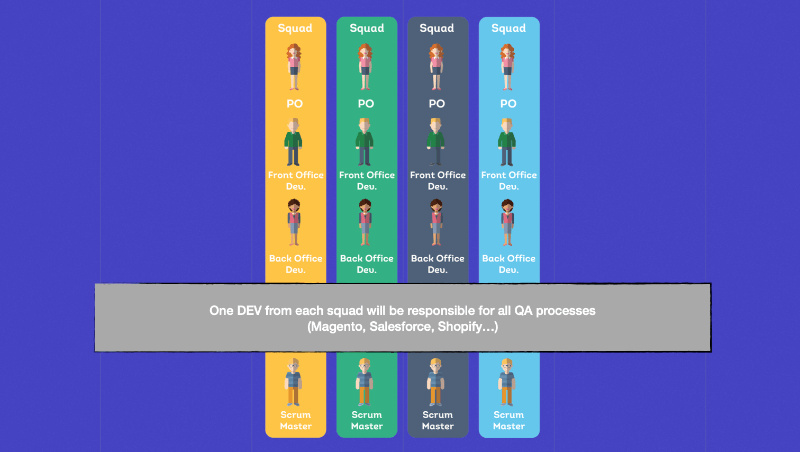 Squad Squad Squad Squad
PO PO PO PO
Front Office Front Office Front Office Front Office
Dev. Dev. Dev. Dev.
Back Office Back Office Back Office Back Office
Dev. Dev. Dev. Dev.
One DEV from each squad will be responsible for all QA processes
(Magento, Salesforce, Shopify...)
Scrum Scrum Scrum Scrum
Master Master Master Master